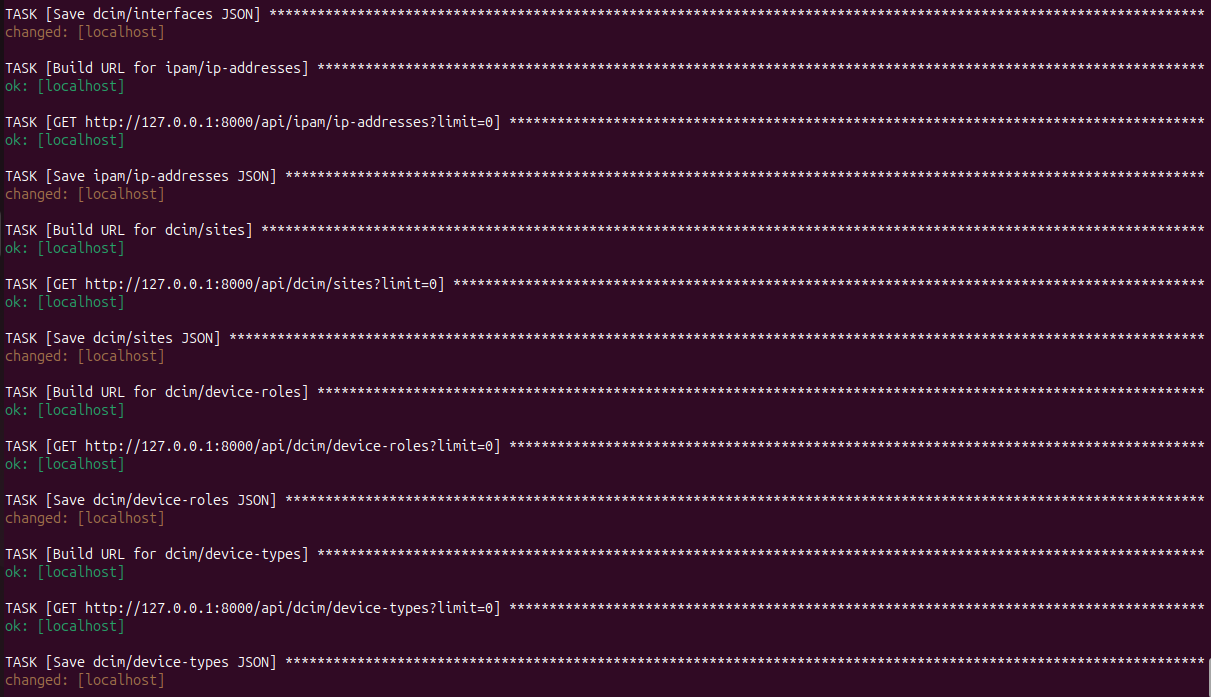 TASK [Save dcim/interfaces JSON] *********************************************************************************************************************
changed: [localhost]
TASK [Build URL for ipam/ip-addresses] ***************************************************************************************************************
ok: [localhost]
TASK [GET http://127.0.0.1:8000/api/ipam/ip-addresses?limit=0] ***************************************************************************************
ok: [localhost]
TASK [Save ipam/ip-addresses JSON] *******************************************************************************************************************
changed: [localhost]
TASK [Build URL for dcim/sites] **********************************************************************************************************************
ok: [localhost]
TASK [GET http://127.0.0.1:8000/api/dcim/sites?limit=0] **********************************************************************************************
ok: [localhost]
TASK [Save dcim/sites JSON] **************************************************************************************************************************
changed: [localhost]
TASK [Build URL for dcim/device-roles] ***************************************************************************************************************
ok: [localhost]
TASK [GET http://127.0.0.1:8000/api/dcim/device-roles?limit=0] ***************************************************************************************
ok: [localhost]
TASK [Save dcim/device-roles JSON] *******************************************************************************************************************
changed: [localhost]
TASK [Build URL for dcim/device-types] ***************************************************************************************************************
ok: [localhost]
TASK [GET http://127.0.0.1:8000/api/dcim/device-types?limit=0] ***************************************************************************************
ok: [localhost]
TASK [Save dcim/device-types JSON] *******************************************************************************************************************
changed: [localhost]